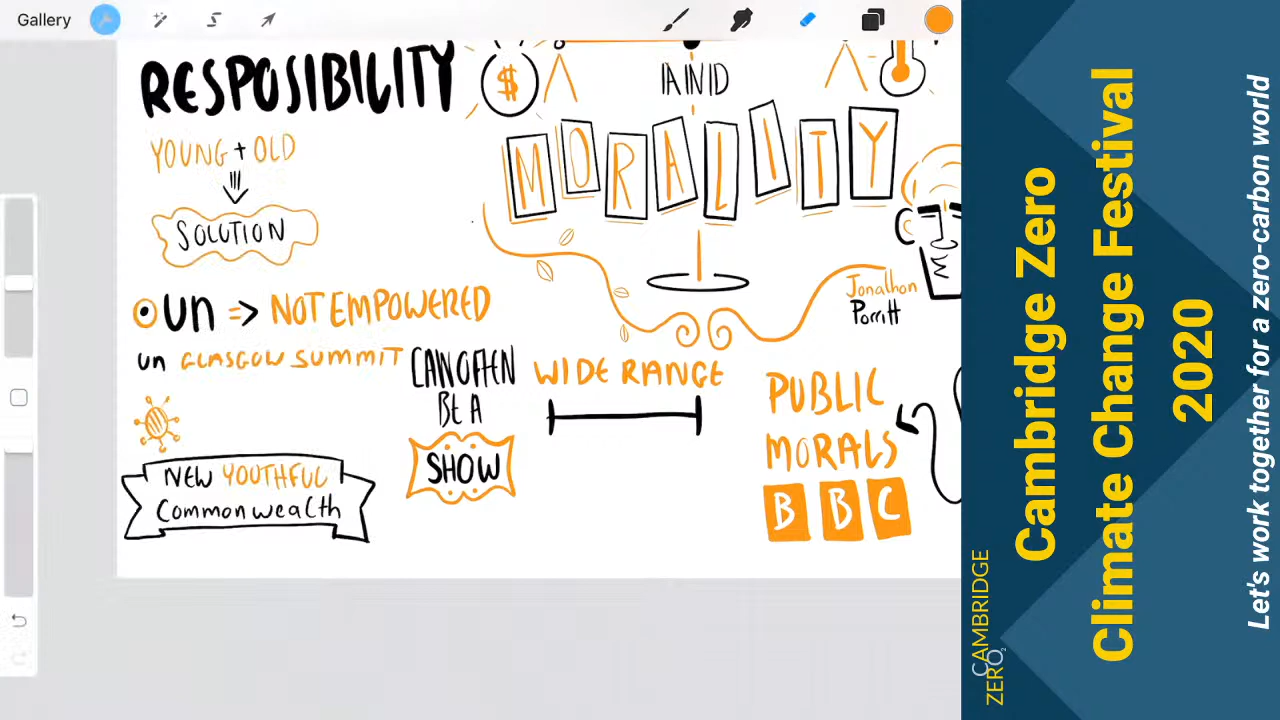 Gallery
RESPOSIBILITY
YOUNG + OLD
SOLUTION
UN => NOT EMPOWERED
UN GLASGOW SUMMIT
CAN OFTEN
BE A
SHOW
NEW YOUTHFUL
Commonwealth
$
AND
MORALITY
Jonathon
Porritt
WIDE RANGE
PUBLIC
MORALS
BBC
CAMBRIDGE
ZERO₂
Cambridge Zero
Climate Change Festival
2020
Let's work together for a zero-carbon world